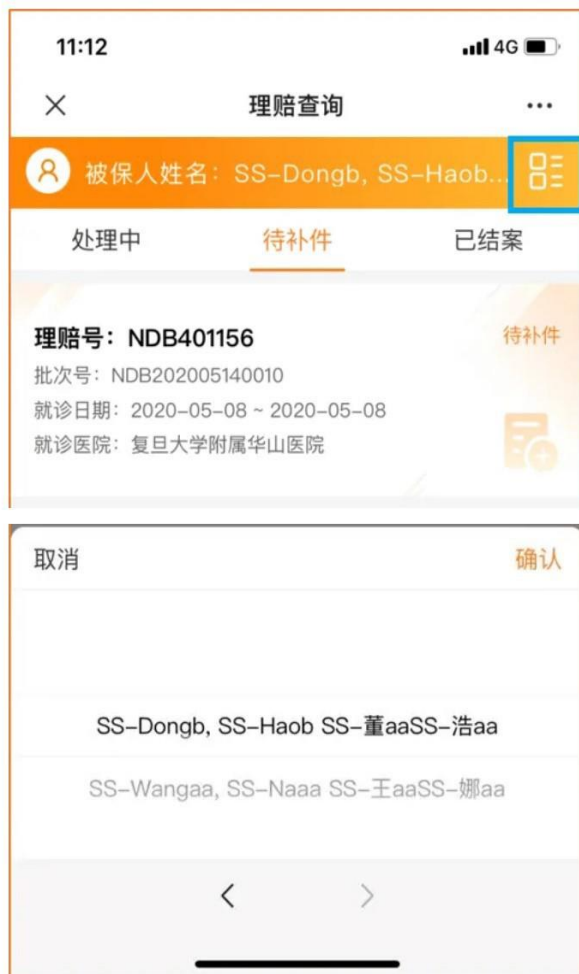 11:12
4G
理赔查询
被保人姓名：SS-Dongb, SS-Haob...
处理中 待补件 已结案
理赔号：NDB401156 待补件
批次号：NDB202005140010
就诊日期：2020-05-08 ~ 2020-05-08
就诊医院：复旦大学附属华山医院
取消 确认
SS-Dongb, SS-Haob SS-董aaSS-浩aa
SS-Wangaa, SS-Naaa SS-王aaSS-娜aa